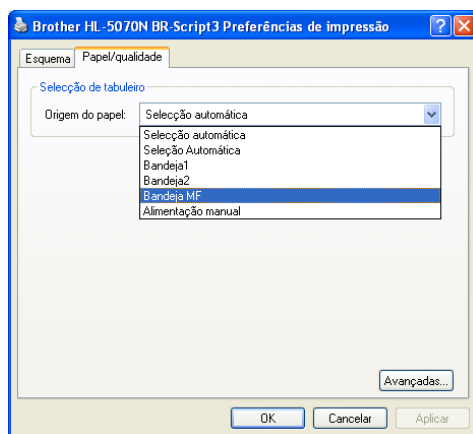 Brother HL-5070N BR-Script3 Preferências de impressão
Esquema Papel/qualidade
Selecção de tabuleiro
Origem do papel: Selecção automática
Selecção automática
Seleção Automática
Bandeja1
Bandeja2
Bandeja MF
Alimentação manual
Avançadas...
OK Cancelar Aplicar